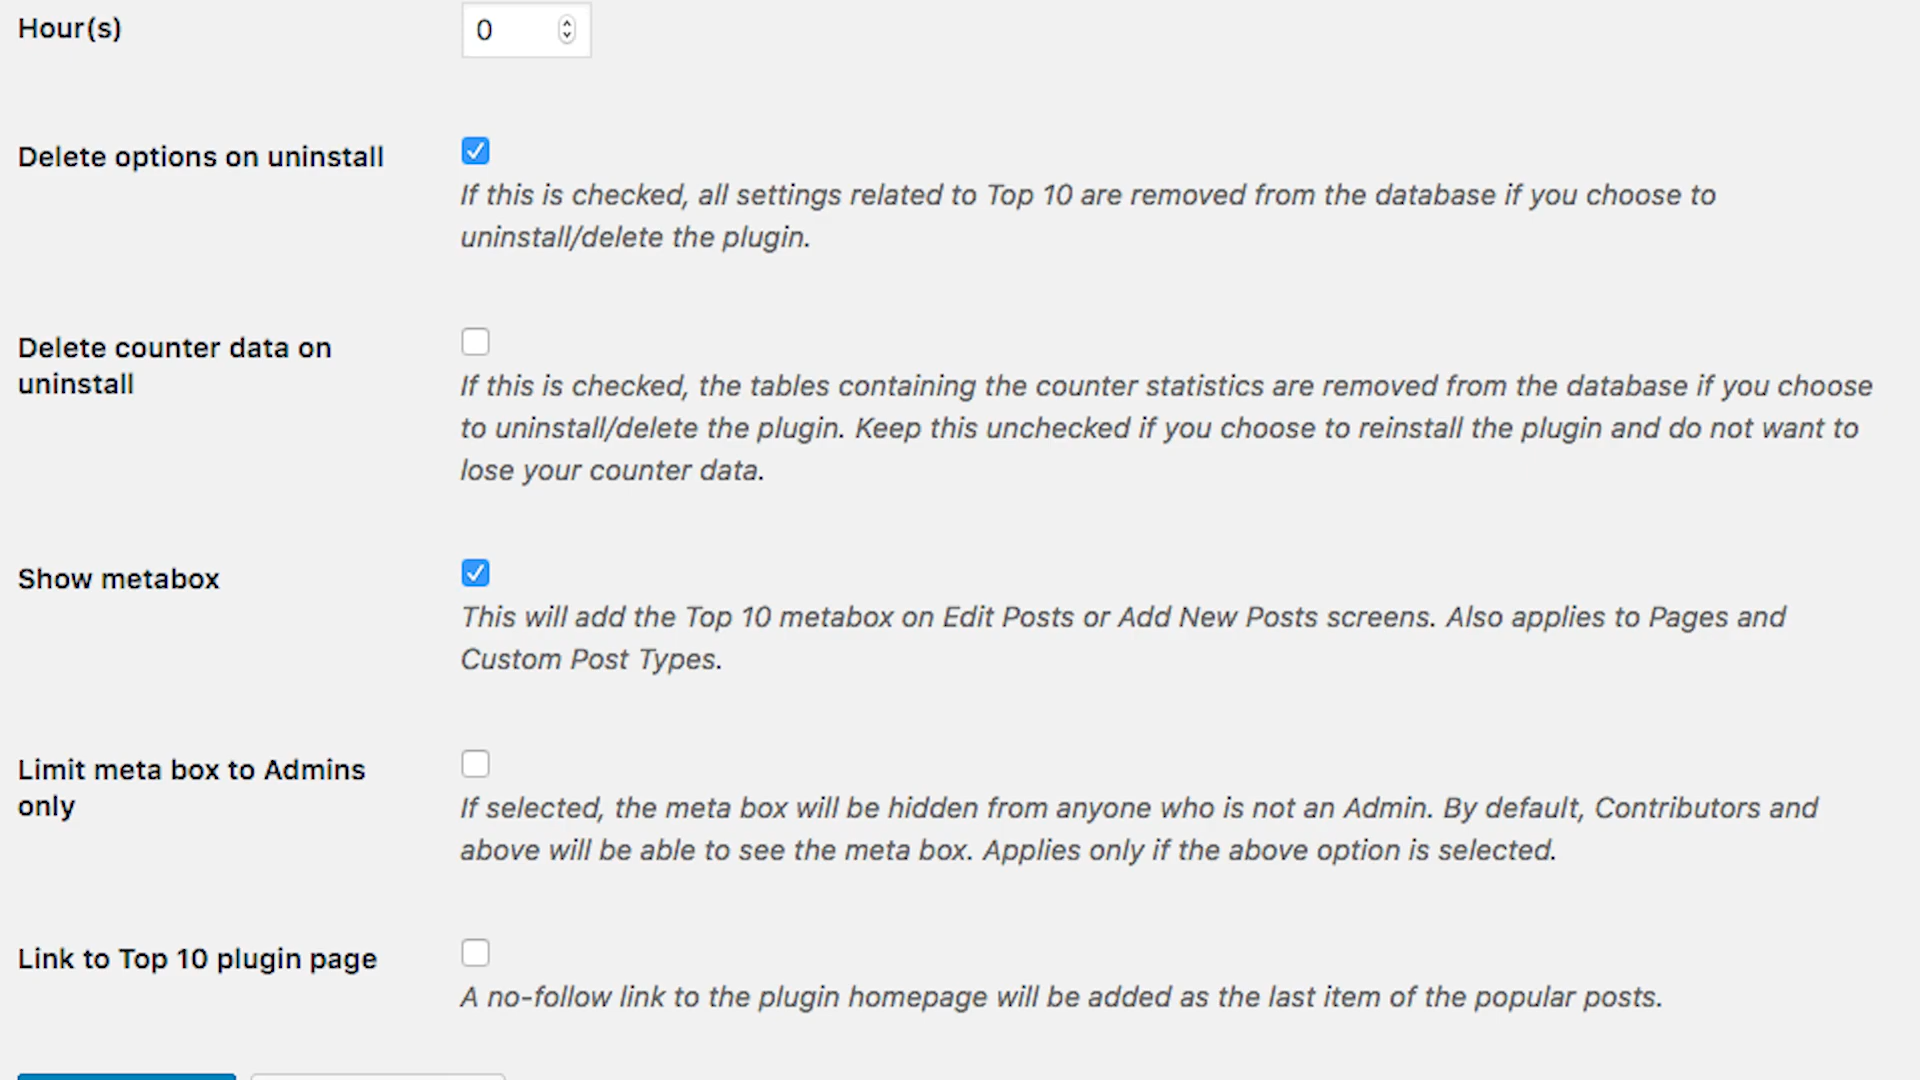 Hour(s)
0
Delete options on uninstall
If this is checked, all settings related to Top 10 are removed from the database if you choose to
uninstall/delete the plugin.
Delete counter data on
uninstall
If this is checked, the tables containing the counter statistics are removed from the database if you choose
to uninstall/delete the plugin. Keep this unchecked if you choose to reinstall the plugin and do not want to
lose your counter data.
Show metabox
This will add the Top 10 metabox on Edit Posts or Add New Posts screens. Also applies to Pages and
Custom Post Types.
Limit meta box to Admins
only
If selected, the meta box will be hidden from anyone who is not an Admin. By default, Contributors and
above will be able to see the meta box. Applies only if the above option is selected.
Link to Top 10 plugin page
A no-follow link to the plugin homepage will be added as the last item of the popular posts.